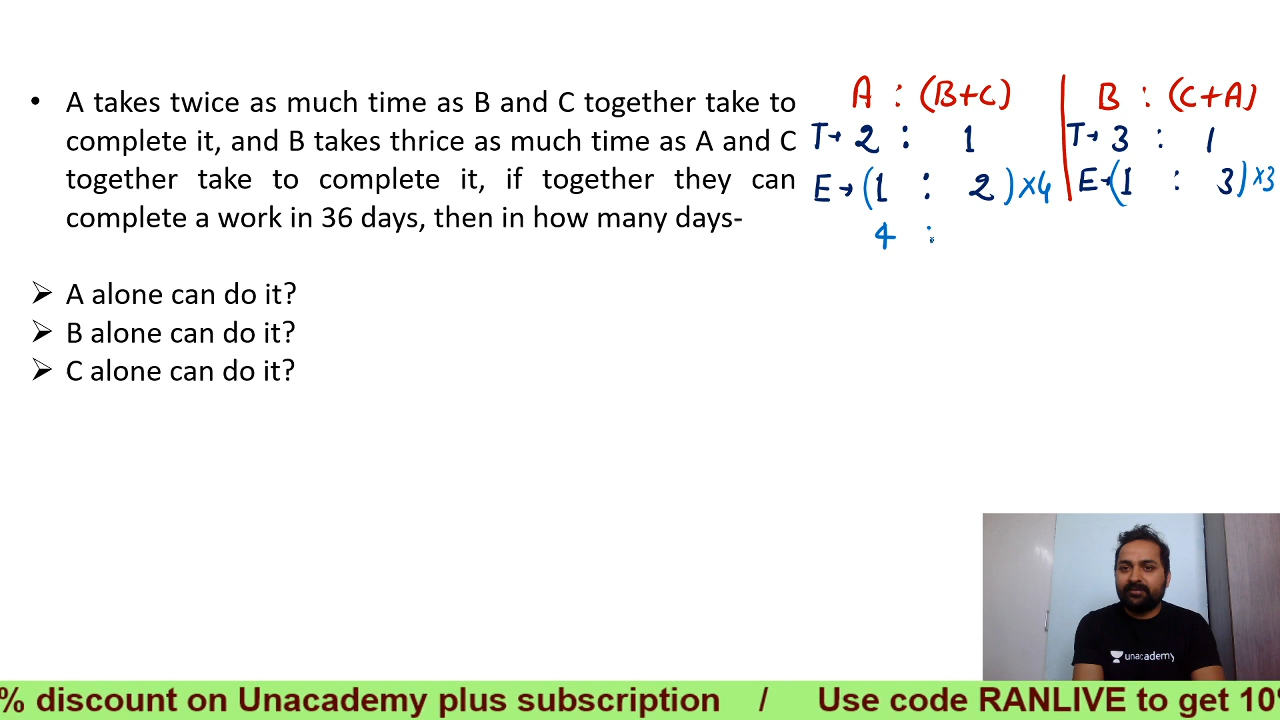 • A takes twice as much time as B and C together take to
complete it, and B takes thrice as much time as A and C
together take to complete it, if together they can
complete a work in 36 days, then in how many days-
➢ A alone can do it?
➢ B alone can do it?
➢ C alone can do it?
A : (B+C)
T→ 2 : 1
E→ (1 : 2)×4
4 :
B : (C+A)
T→ 3 : 1
E→(1 : 3)×3
unacademy
% discount on Unacademy plus subscription / Use code RANLIVE to get 10%